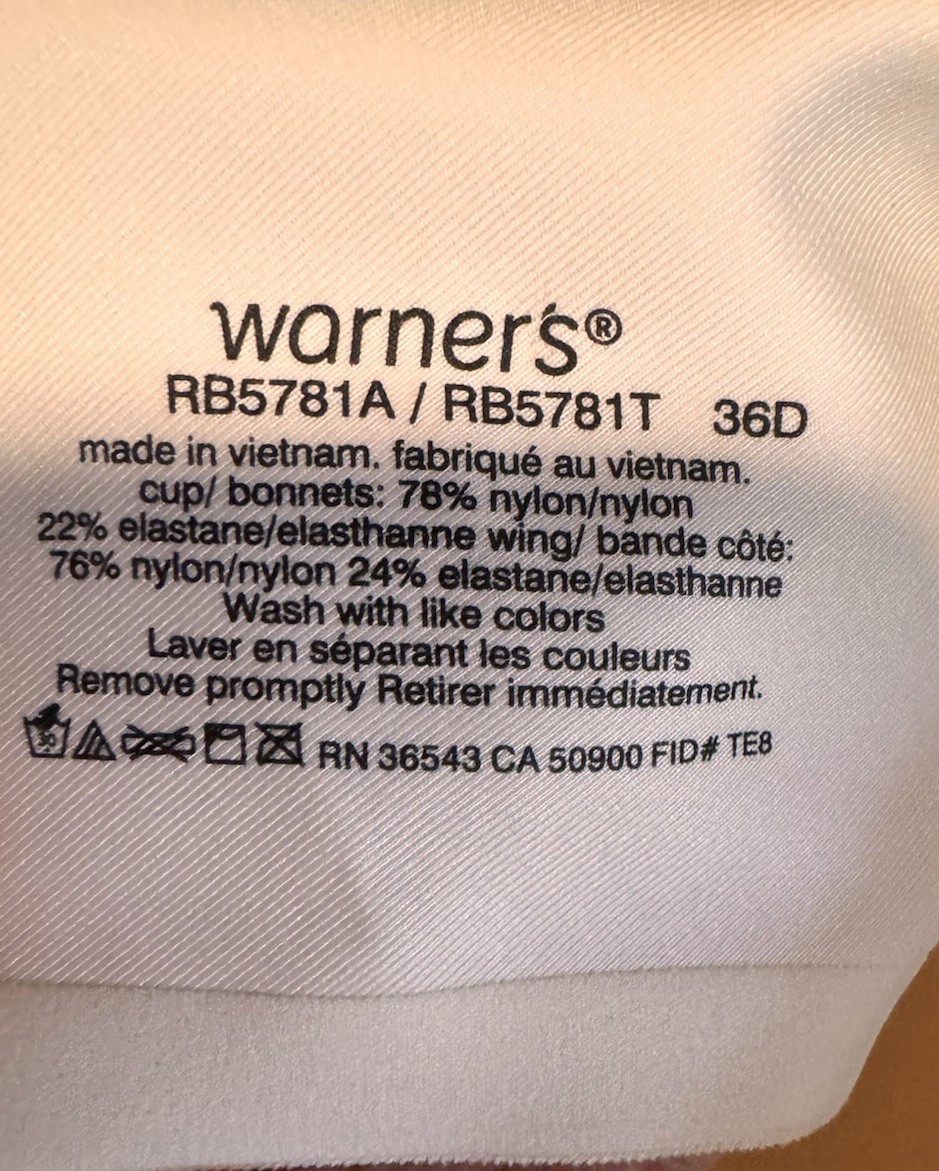 warner's®
RB5781A / RB5781T 36D
made in vietnam. fabriqué au vietnam.
cup/ bonnets: 78% nylon/nylon
22% elastane/elasthanne wing/ bande côté:
76% nylon/nylon 24% elastane/elasthanne
Wash with like colors
Laver en séparant les couleurs
Remove promptly Retirer immédiatement.
30 RN 36543 CA 50900 FID# TE8